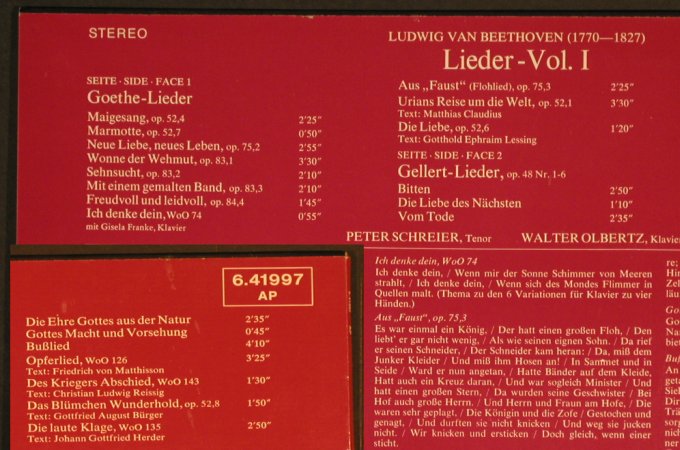 STEREO
SEITE · SIDE · FACE 1
Goethe-Lieder
Maigesang, op. 52,4 2’25”
Marmotte, op. 52,7 0’50”
Neue Liebe, neues Leben, op. 75,2 2’55”
Wonne der Wehmut, op. 83,1 3’30”
Sehnsucht, op. 83,2 2’10”
Mit einem gemalten Band, op. 83,3 2’10”
Freudvoll und leidvoll, op. 84,4 1’45”
Ich denke dein, WoO 74 0’55”
mit Gisela Franke, Klavier
LUDWIG VAN BEETHOVEN (1770—1827)
Lieder - Vol. I
Aus „Faust“ (Flohlied), op. 75,3 2’25”
Urians Reise um die Welt, op. 52,1 3’30”
Text: Matthias Claudius
Die Liebe, op. 52,6 1’20”
Text: Gotthold Ephraim Lessing
SEITE · SIDE · FACE 2
Gellert-Lieder, op. 48 Nr. 1-6
Bitten 2’50”
Die Liebe des Nächsten 1’10”
Vom Tode 2’35”
PETER SCHREIER, Tenor WALTER OLBERTZ, Klavier
6.41997
AP
Die Ehre Gottes aus der Natur 2’35”
Gottes Macht und Vorsehung 0’45”
Bußlied 4’10”
Opferlied, WoO 126 3’25”
Text: Friedrich von Matthisson
Des Kriegers Abschied, WoO 143 1’30”
Text: Christian Ludwig Reissig
Das Blümchen Wunderhold, op. 52,8 1’50”
Text: Gottfried August Bürger
Die laute Klage, WoO 135 2’50”
Text: Johann Gottfried Herder
Ich denke dein, WoO 74
Ich denke dein, / Wenn mir der Sonne Schimmer von Meeren
strahlt, / Ich denke dein, / Wenn sich des Mondes Flimmer in
Quellen malt. (Thema zu den 6 Variationen für Klavier zu vier
Händen.)
Aus „Faust“, op. 75,3
Es war einmal ein König, / Der hatt einen großen Floh, / Den
liebt’ er gar nicht wenig, / Als wie seinen eignen Sohn. / Da rief
er seinen Schneider, / Der Schneider kam heran: / Da, miß dem
Junker Kleider / Und miß ihm Hosen an! / In Sammet und in
Seide / Ward er nun angetan, / Hatte Bänder auf dem Kleide,
Hatt auch ein Kreuz daran, / Und war sogleich Minister / Und
hatt einen großen Stern, / Da wurden seine Geschwister / Bei
Hof auch große Herrn, / Und Herrn und Fraun am Hofe, / Die
waren sehr geplagt, / Die Königin und die Zofe / Gestochen und
genagt, / Und durften sie nicht knicken / Und weg sie jucken
nicht. / Wir knicken und ersticken / Doch gleich, wenn einer
sticht.